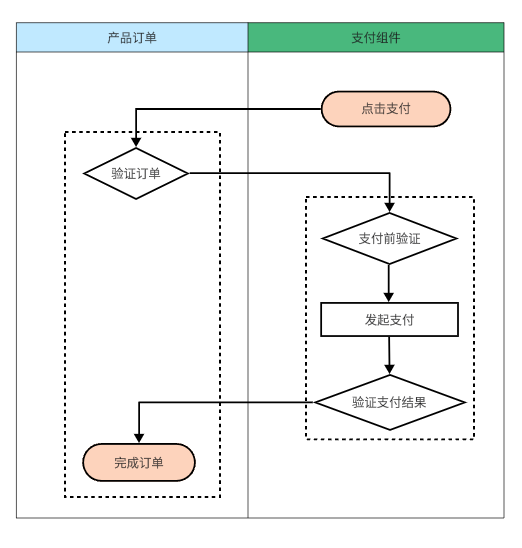 产品订单
支付组件
点击支付
验证订单
支付前验证
发起支付
验证支付结果
完成订单